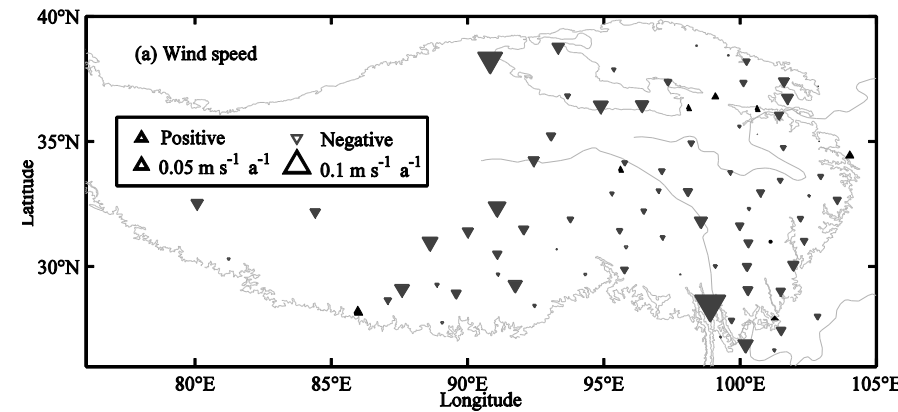 40°N
(a) Wind speed
35°N
Positive
Negative
0.05 m s⁻¹ a⁻¹
0.1 m s⁻¹ a⁻¹
Latitude
30°N
80°E
85°E
90°E
95°E
100°E
105°E
Longitude